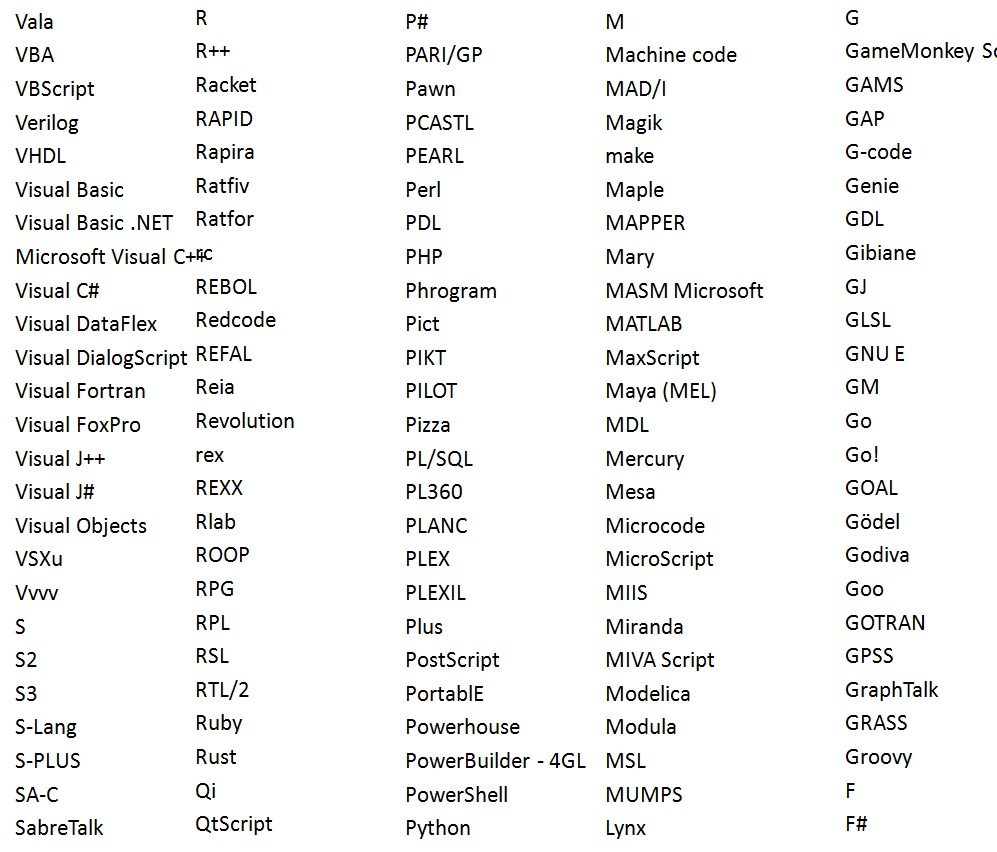 Vala
VBA
VBScript
Verilog
VHDL
Visual Basic
Visual Basic .NET
Microsoft Visual C++
Visual C#
Visual DataFlex
Visual DialogScript
Visual Fortran
Visual FoxPro
Visual J++
Visual J#
Visual Objects
VSXu
Vvvv
S
S2
S3
S-Lang
S-PLUS
SA-C
SabreTalk
R
R++
Racket
RAPID
Rapira
Ratfiv
Ratfor
rc
REBOL
Redcode
REFAL
Reia
Revolution
rex
REXX
Rlab
ROOP
RPG
RPL
RSL
RTL/2
Ruby
Rust
Qi
QtScript
P#
PARI/GP
Pawn
PCASTL
PEARL
Perl
PDL
PHP
Phrogram
Pict
PIKT
PILOT
Pizza
PL/SQL
PL360
PLANC
PLEX
PLEXIL
Plus
PostScript
PortablE
Powerhouse
PowerBuilder - 4GL
PowerShell
Python
M
Machine code
MAD/I
Magik
make
Maple
MAPPER
Mary
MASM Microsoft
MATLAB
MaxScript
Maya (MEL)
MDL
Mercury
Mesa
Microcode
MicroScript
MIIS
Miranda
MIVA Script
Modelica
Modula
MSL
MUMPS
Lynx
G
GameMonkey
GAMS
GAP
G-code
Genie
GDL
Gibiane
GJ
GLSL
GNU E
GM
Go
Go!
GOAL
Gödel
Godiva
Goo
GOTRAN
GPSS
GraphTalk
GRASS
Groovy
F
F#